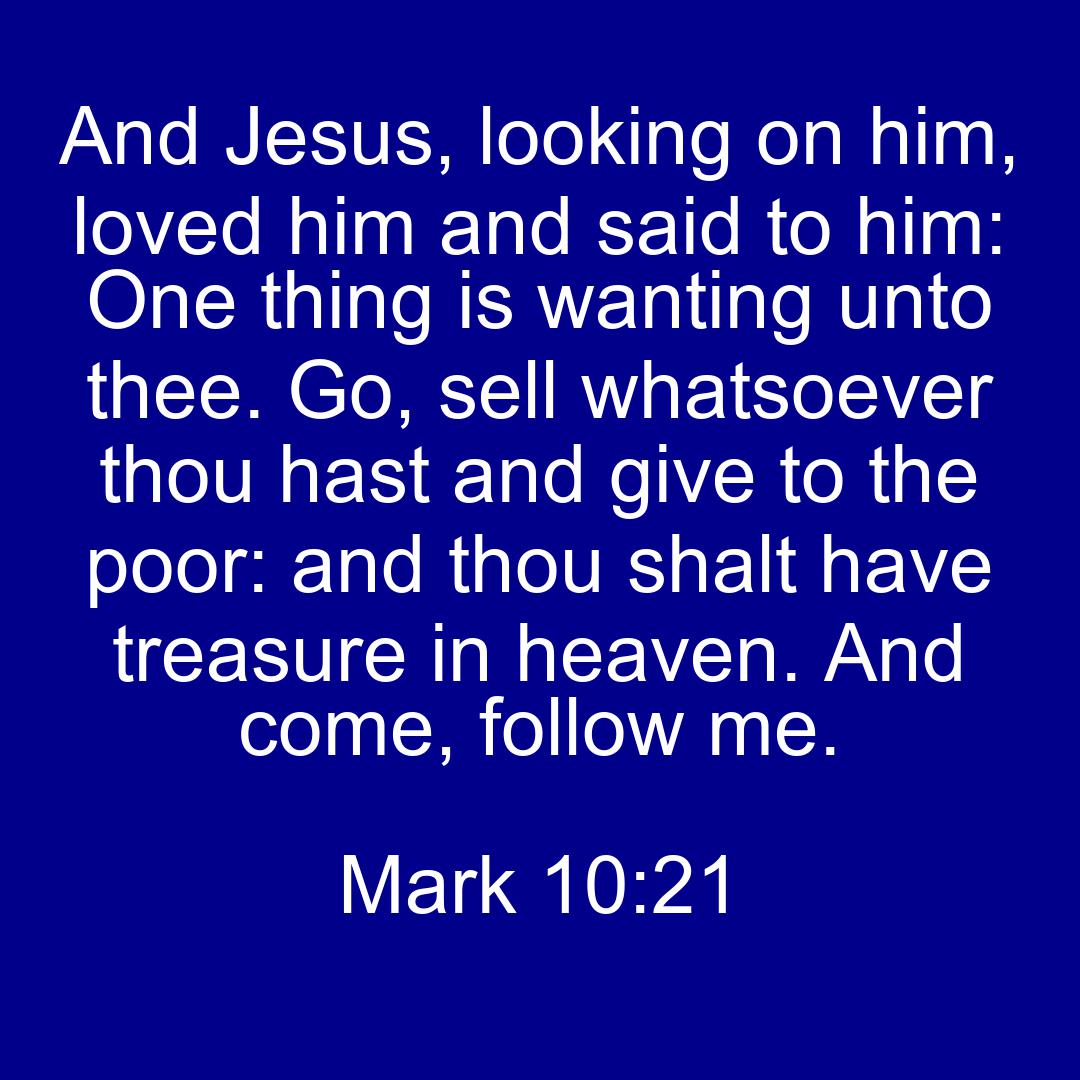 And Jesus, looking on him,
loved him and said to him:
One thing is wanting unto
thee. Go, sell whatsoever
thou hast and give to the
poor: and thou shalt have
treasure in heaven. And
come, follow me.
Mark 10:21